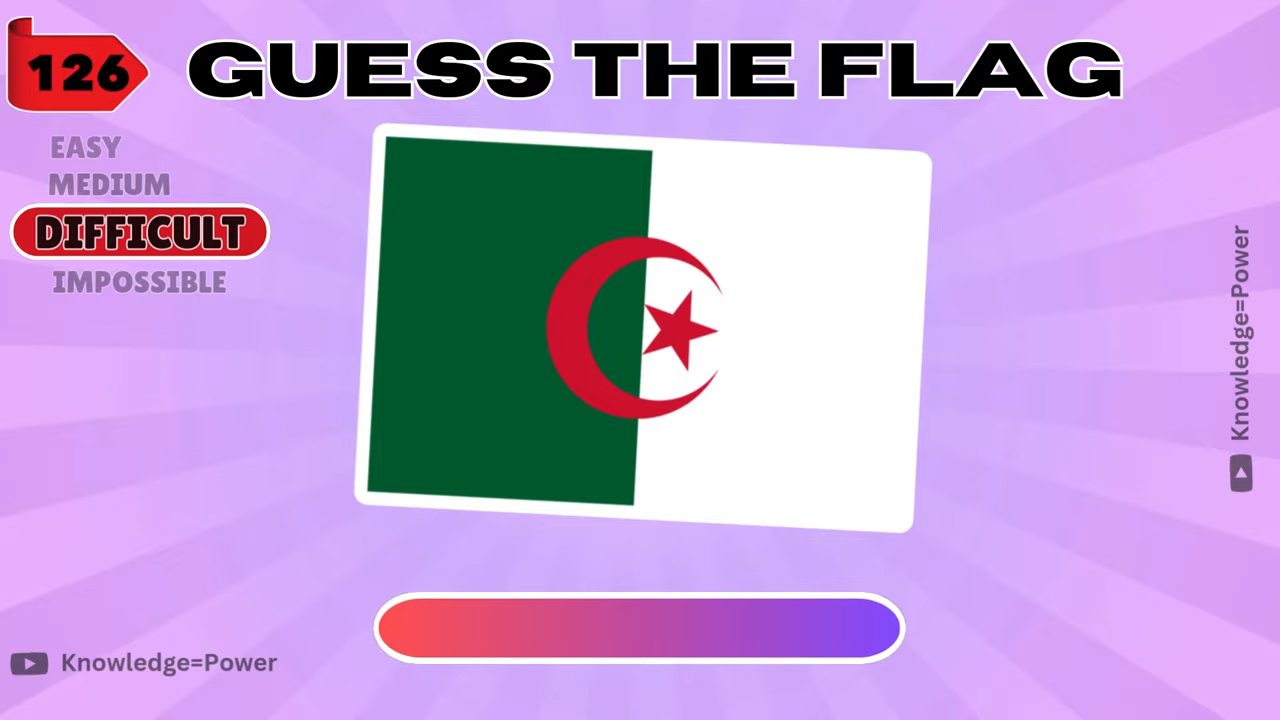 126
GUESS THE FLAG
EASY
MEDIUM
DIFFICULT
IMPOSSIBLE
Knowledge=Power
Knowledge=Power